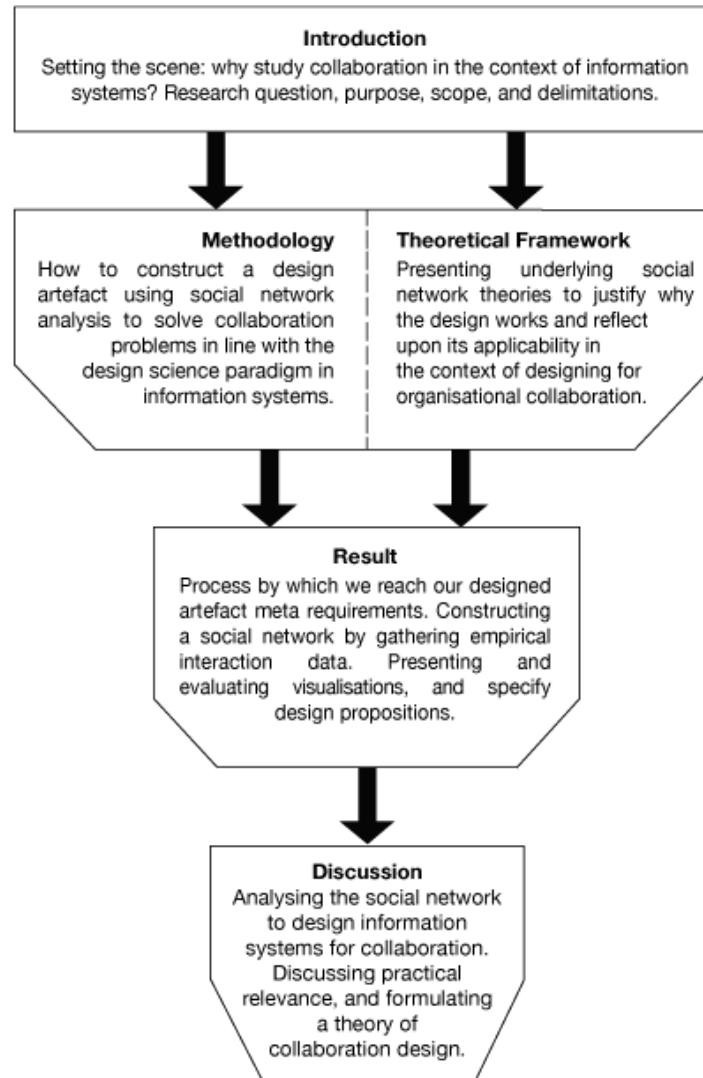 Introduction
Setting the scene: why study collaboration in the context of information
systems? Research question, purpose, scope, and delimitations.
Methodology
How to construct a design
artefact using social network
analysis to solve collaboration
problems in line with the
design science paradigm in
information systems.
Theoretical Framework
Presenting underlying social
network theories to justify why
the design works and reflect
upon its applicability in
the context of designing for
organisational collaboration.
Result
Process by which we reach our designed
artefact meta requirements. Constructing
a social network by gathering empirical
interaction data. Presenting and
evaluating visualisations, and specify
design propositions.
Discussion
Analysing the social network
to design information
systems for collaboration.
Discussing practical
relevance, and formulating
a theory of
collaboration design.